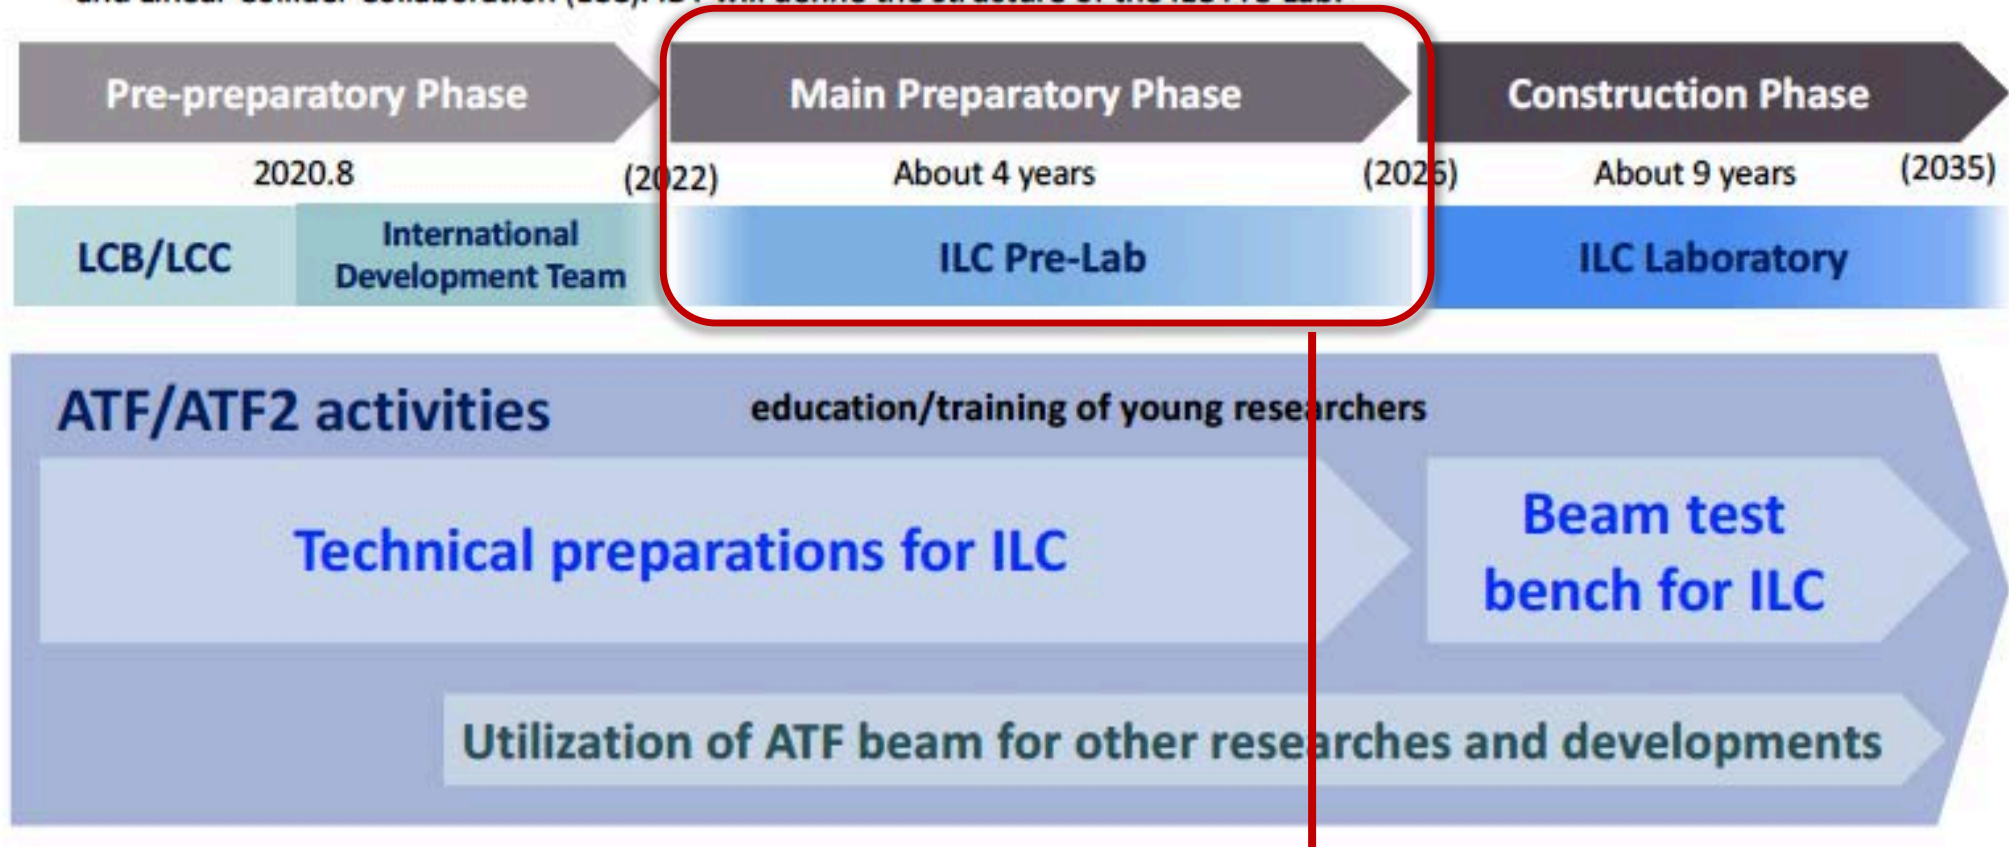 Pre-preparatory Phase
Main Preparatory Phase
Construction Phase
2020.8
(2022)
About 4 years
(2026)
About 9 years
(2035)
LCB/LCC
International
Development Team
ILC Pre-Lab
ILC Laboratory
ATF/ATF2 activities
education/training of young researchers
Technical preparations for ILC
Beam test
bench for ILC
Utilization of ATF beam for other researches and developments